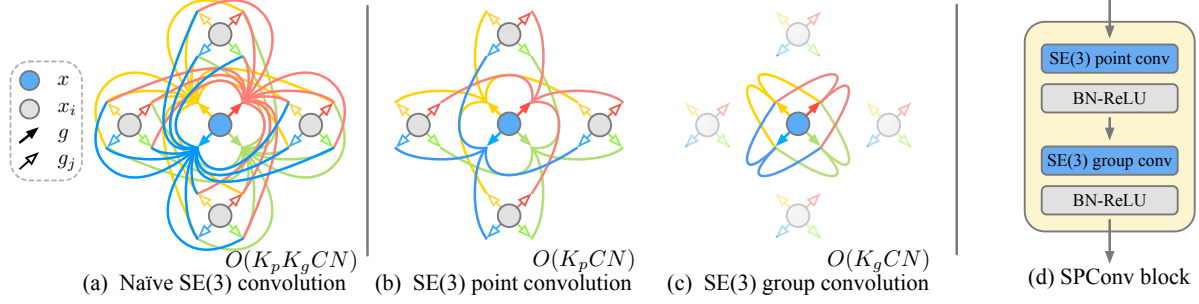 x
x_i
g
g_j
O(K_pK_gCN)
(a) Naïve SE(3) convolution
O(K_pCN)
(b) SE(3) point convolution
O(K_gCN)
(c) SE(3) group convolution
SE(3) point conv
BN-ReLU
SE(3) group conv
BN-ReLU
(d) SPConv block